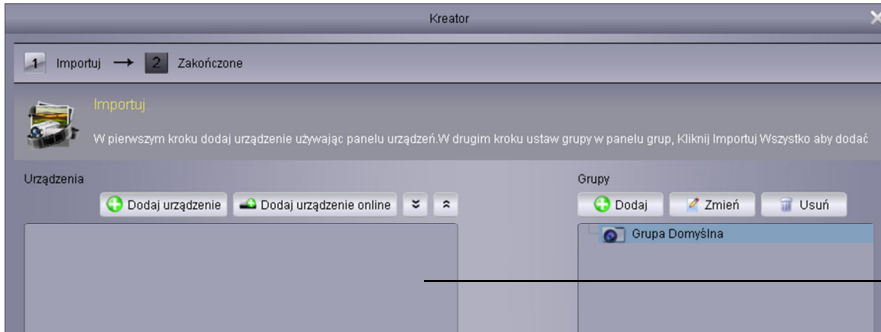 Kreator
1 Importuj → 2 Zakończone
Importuj
W pierwszym kroku dodaj urządzenie używając panelu urządzeń.W drugim kroku ustaw grupy w panelu grup, Kliknij Importuj Wszystko aby dodać
Urządzenia
Dodaj urządzenie
Dodaj urządzenie online
Grupy
Dodaj
Zmień
Usuń
Grupa Domyślna